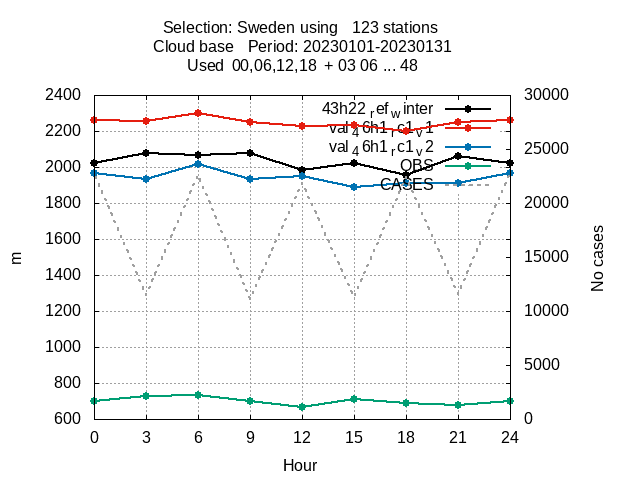 Selection: Sweden using 123 stations
Cloud base Period: 20230101-20230131
Used 00,06,12,18 + 03 06 ... 48
2400
2200
2000
1800
1600
1400
1200
1000
800
600
m
43h22_ref_winter
val_46h1_rc1_v1
val_46h1_rc1_v2
OBS
CASES
30000
25000
20000
15000
10000
5000
0
No cases
0 3 6 9 12 15 18 21 24
Hour